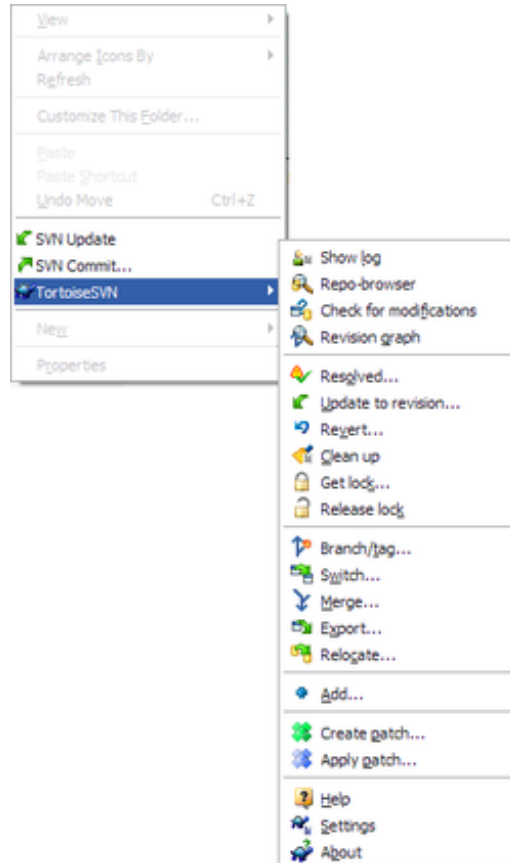 View
Arrange Icons By
Refresh
Customize This Folder...
Paste
Paste Shortcut
Undo Move Ctrl+Z
SVN Update
SVN Commit...
TortoiseSVN
New
Properties
Show log
Repo-browser
Check for modifications
Revision graph
Resolved...
Update to revision...
Revert...
Clean up
Get lock...
Release lock
Branch/tag...
Switch...
Merge...
Export...
Relocate...
Add...
Create patch...
Apply patch...
Help
Settings
About